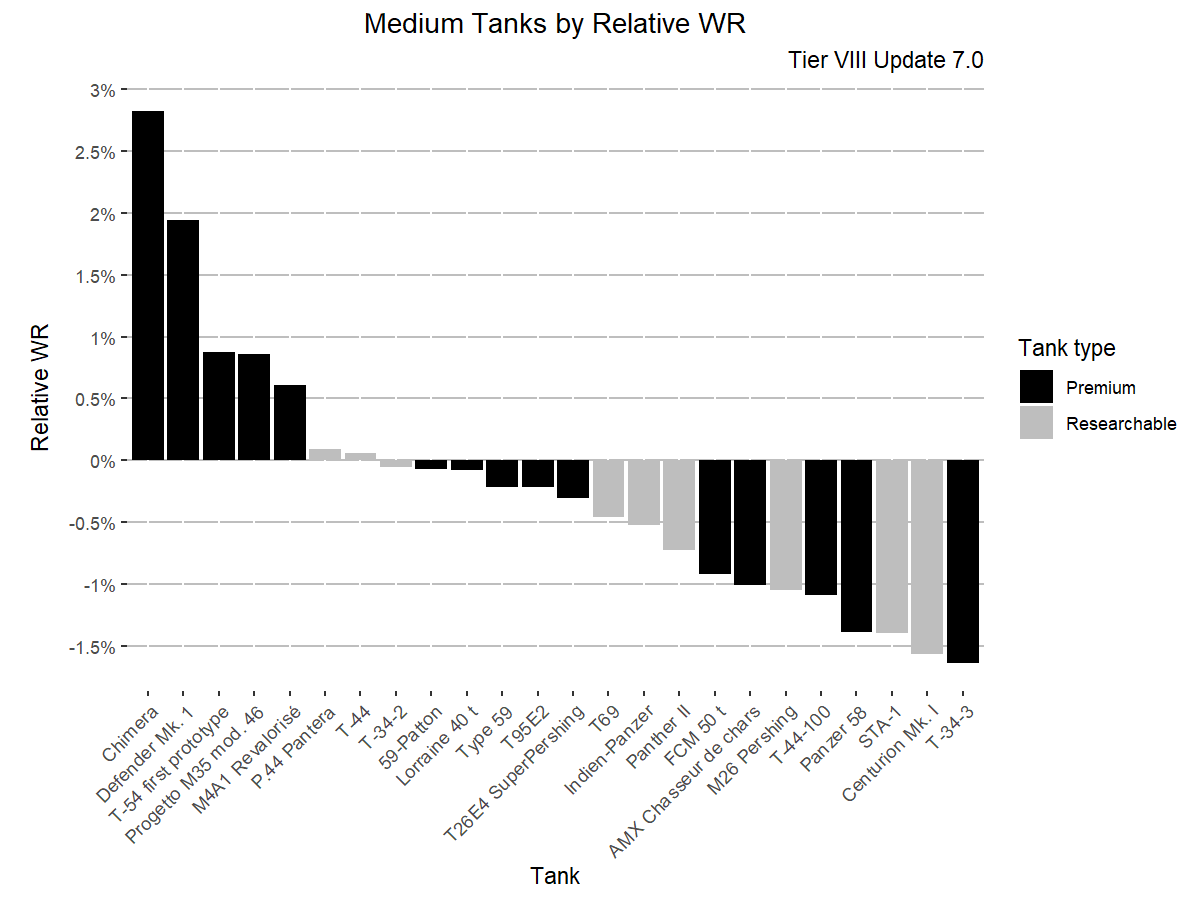 Medium Tanks by Relative WR
Tier VIII Update 7.0
3%
2.5%
2%
1.5%
1%
0.5%
0%
-0.5%
-1%
-1.5%
Relative WR
Chimera
Defender Mk. 1
T-54 first prototype
Progetto M35 mod. 46
M4A1 Revalorisé
P.44 Pantera
T-44
T-34-2
59-Patton
Lorraine 40 t
Type 59
T95E2
T26E4 SuperPershing
T69
Indien-Panzer
Panther II
FCM 50 t
AMX Chasseur de chars
M26 Pershing
T-44-100
Panzer 58
STA-1
Centurion Mk. I
T-34-3
Tank
Tank type
Premium
Researchable